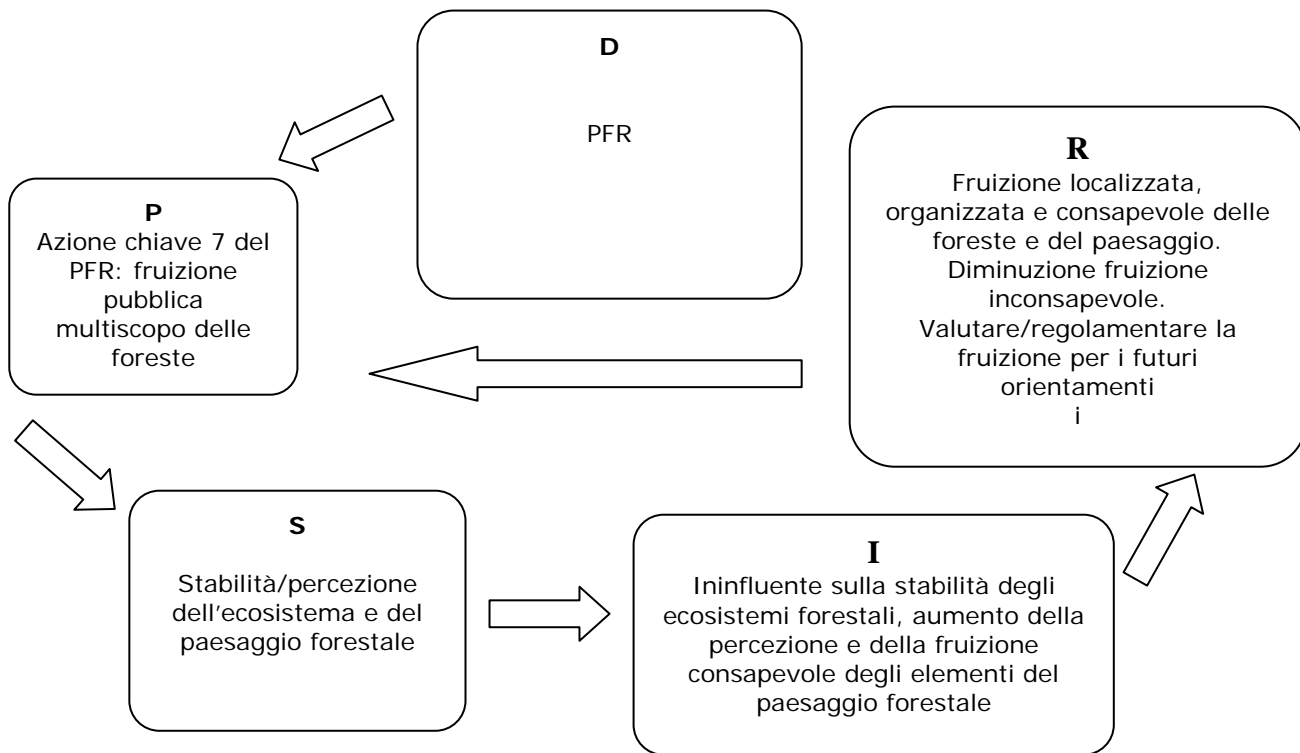 D
PFR
P
Azione chiave 7 del
PFR: fruizione
pubblica
multiscopo delle
foreste
S
Stabilità/percezione
dell'ecosistema e del
paesaggio forestale
I
Ininfluente sulla stabilità degli
ecosistemi forestali, aumento della
percezione e della fruizione
consapevole degli elementi del
paesaggio forestale
R
Fruizione localizzata,
organizzata e consapevole delle
foreste e del paesaggio.
Diminuzione fruizione
inconsapevole.
Valutare/regolamentare la
fruizione per i futuri
orientamenti
i